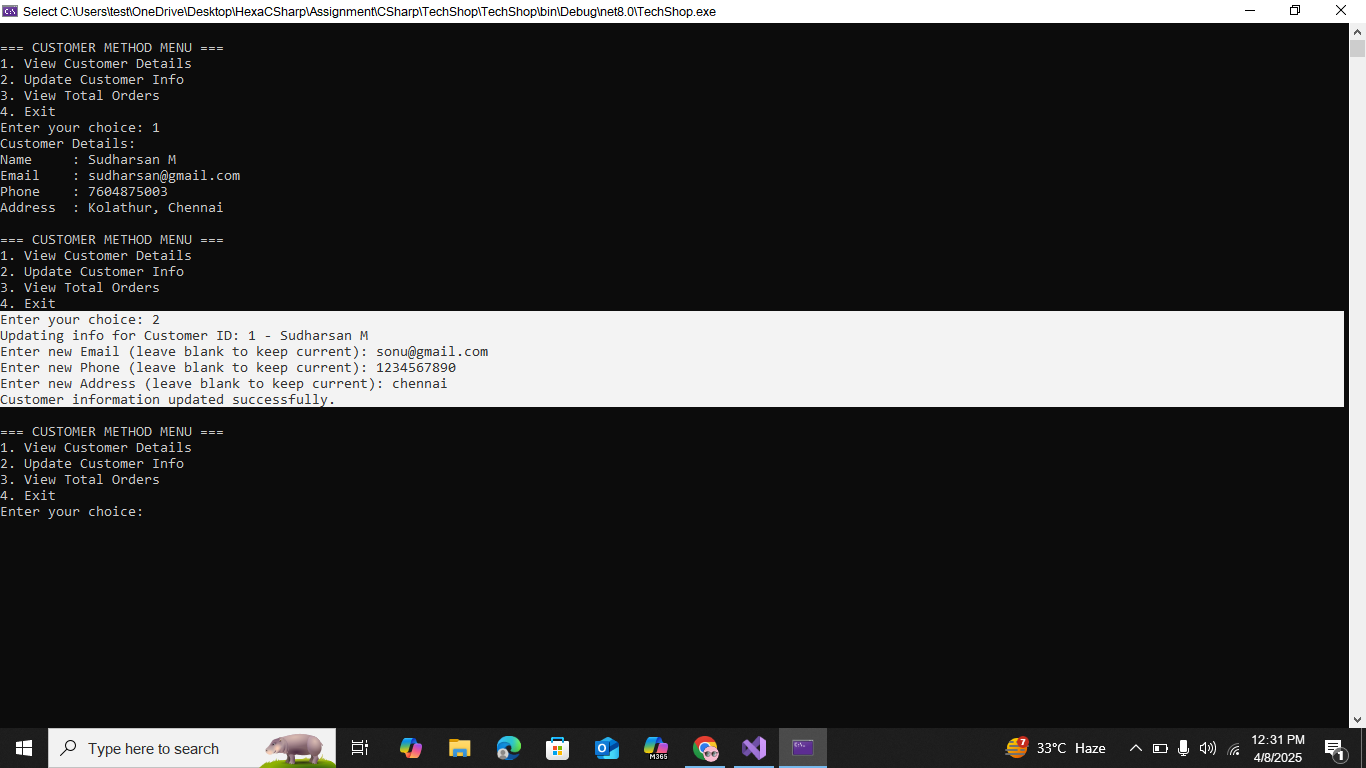 Select C:\Users\test\OneDrive\Desktop\HexaCSharp\Assignment\CSharp\TechShop\TechShop\bin\Debug\net8.0\TechShop.exe
=== CUSTOMER METHOD MENU ===
1. View Customer Details
2. Update Customer Info
3. View Total Orders
4. Exit
Enter your choice: 1
Customer Details:
Name     : Sudharsan M
Email    : sudharsan@gmail.com
Phone    : 7604875003
Address  : Kolathur, Chennai
=== CUSTOMER METHOD MENU ===
1. View Customer Details
2. Update Customer Info
3. View Total Orders
4. Exit
Enter your choice: 2
Updating info for Customer ID: 1 - Sudharsan M
Enter new Email (leave blank to keep current): sonu@gmail.com
Enter new Phone (leave blank to keep current): 1234567890
Enter new Address (leave blank to keep current): chennai
Customer information updated successfully.
=== CUSTOMER METHOD MENU ===
1. View Customer Details
2. Update Customer Info
3. View Total Orders
4. Exit
Enter your choice:
Type here to search
M365
7
33°C Haze
12:31 PM
4/8/2025
1